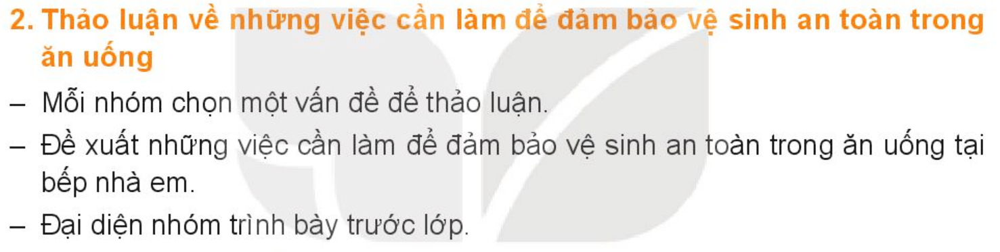 2. Thảo luận về những việc cần làm để đảm bảo vệ sinh an toàn trong
ăn uống
– Mỗi nhóm chọn một vấn đề để thảo luận.
– Đề xuất những việc cần làm để đảm bảo vệ sinh an toàn trong ăn uống tại
bếp nhà em.
– Đại diện nhóm trình bày trước lớp.